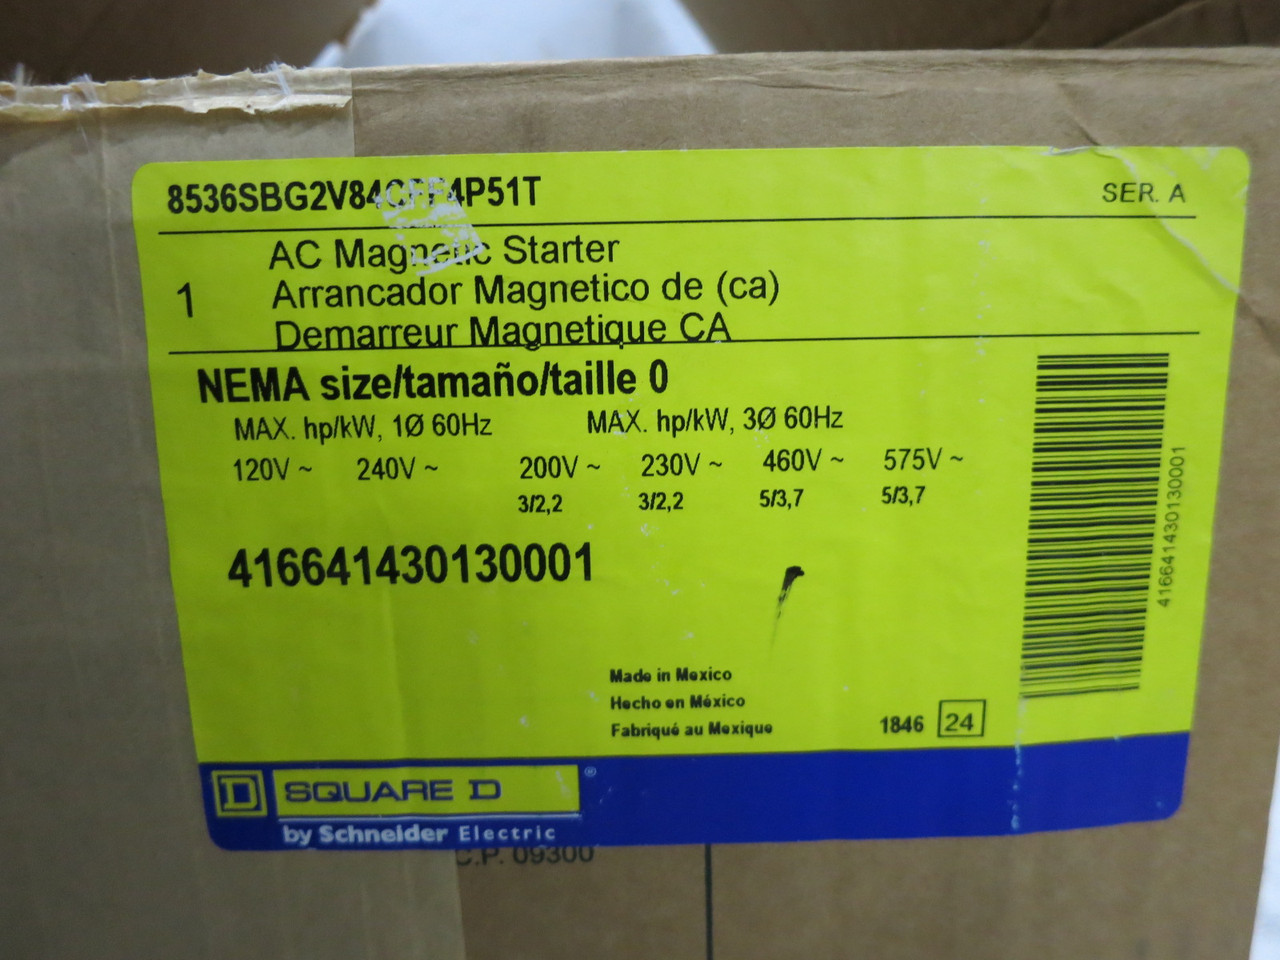 8536SBG2V84CFF4P51T SER. A
AC Magnetic Starter
1 Arrancador Magnetico de (ca)
Demarreur Magnetique CA
NEMA size/tamaño/taille 0
MAX. hp/kW, 1Ø 60Hz MAX. hp/kW, 3Ø 60Hz
120V ~ 240V ~ 200V ~ 230V ~ 460V ~ 575V ~
3/2,2 3/2,2 5/3,7 5/3,7
416641430130001
416641430130001
Made in Mexico
Hecho en México
Fabriqué au Mexique
1846 24
D SQUARE D ®
by Schneider Electric
C.P. 09300